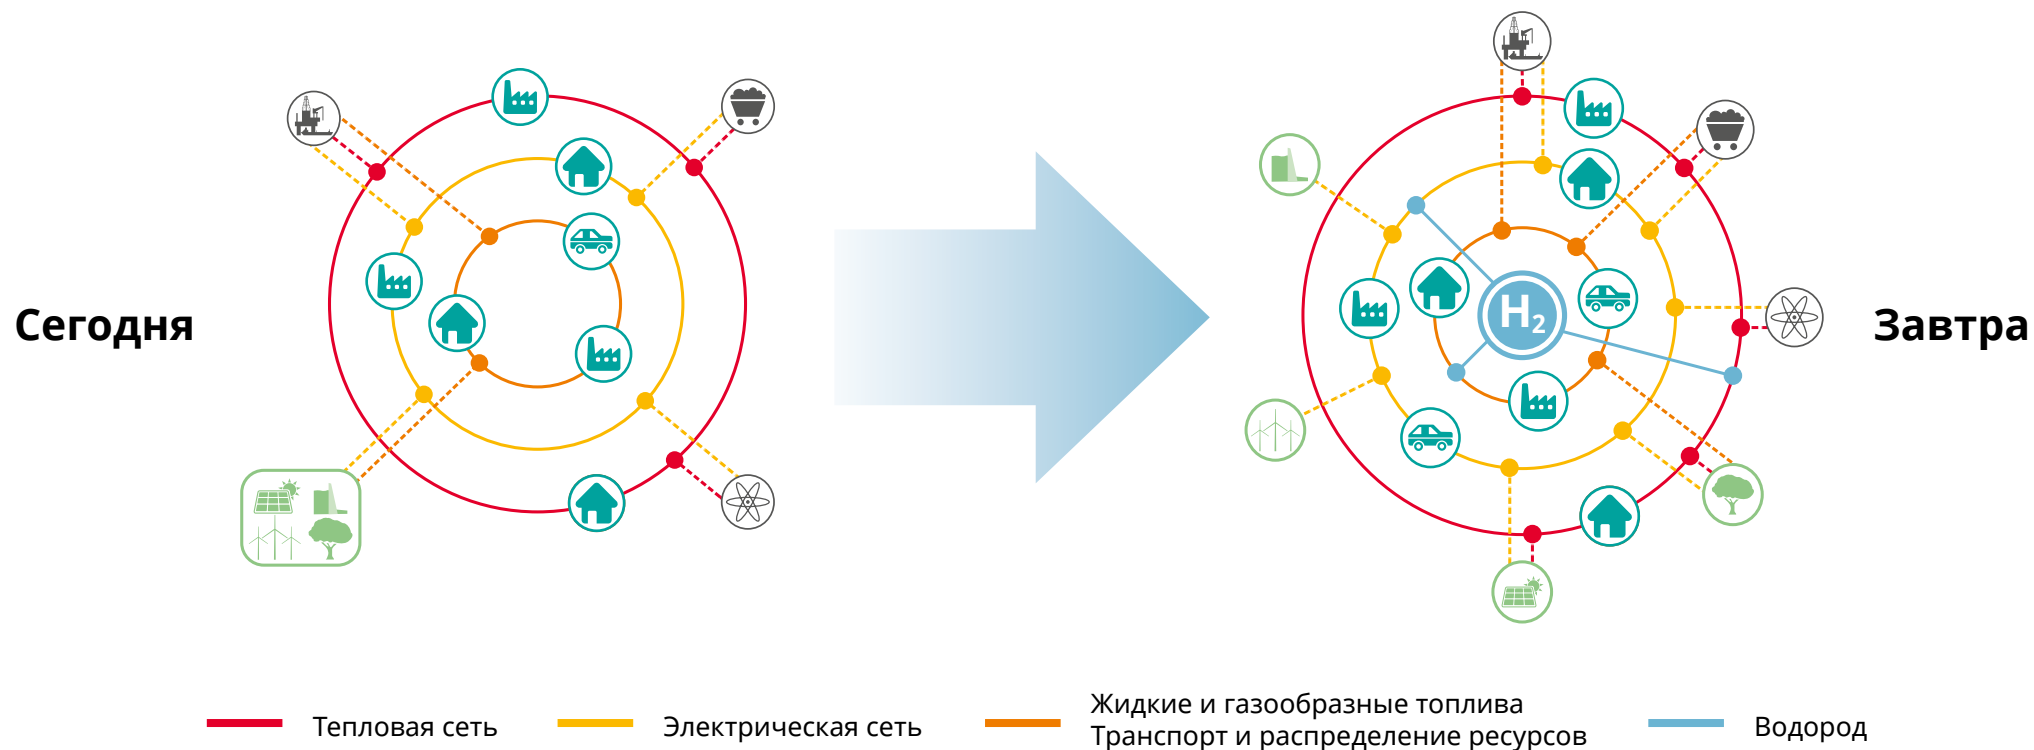 Сегодня
H₂
Завтра
Тепловая сеть
Электрическая сеть
Жидкие и газообразные топлива
Транспорт и распределение ресурсов
Водород